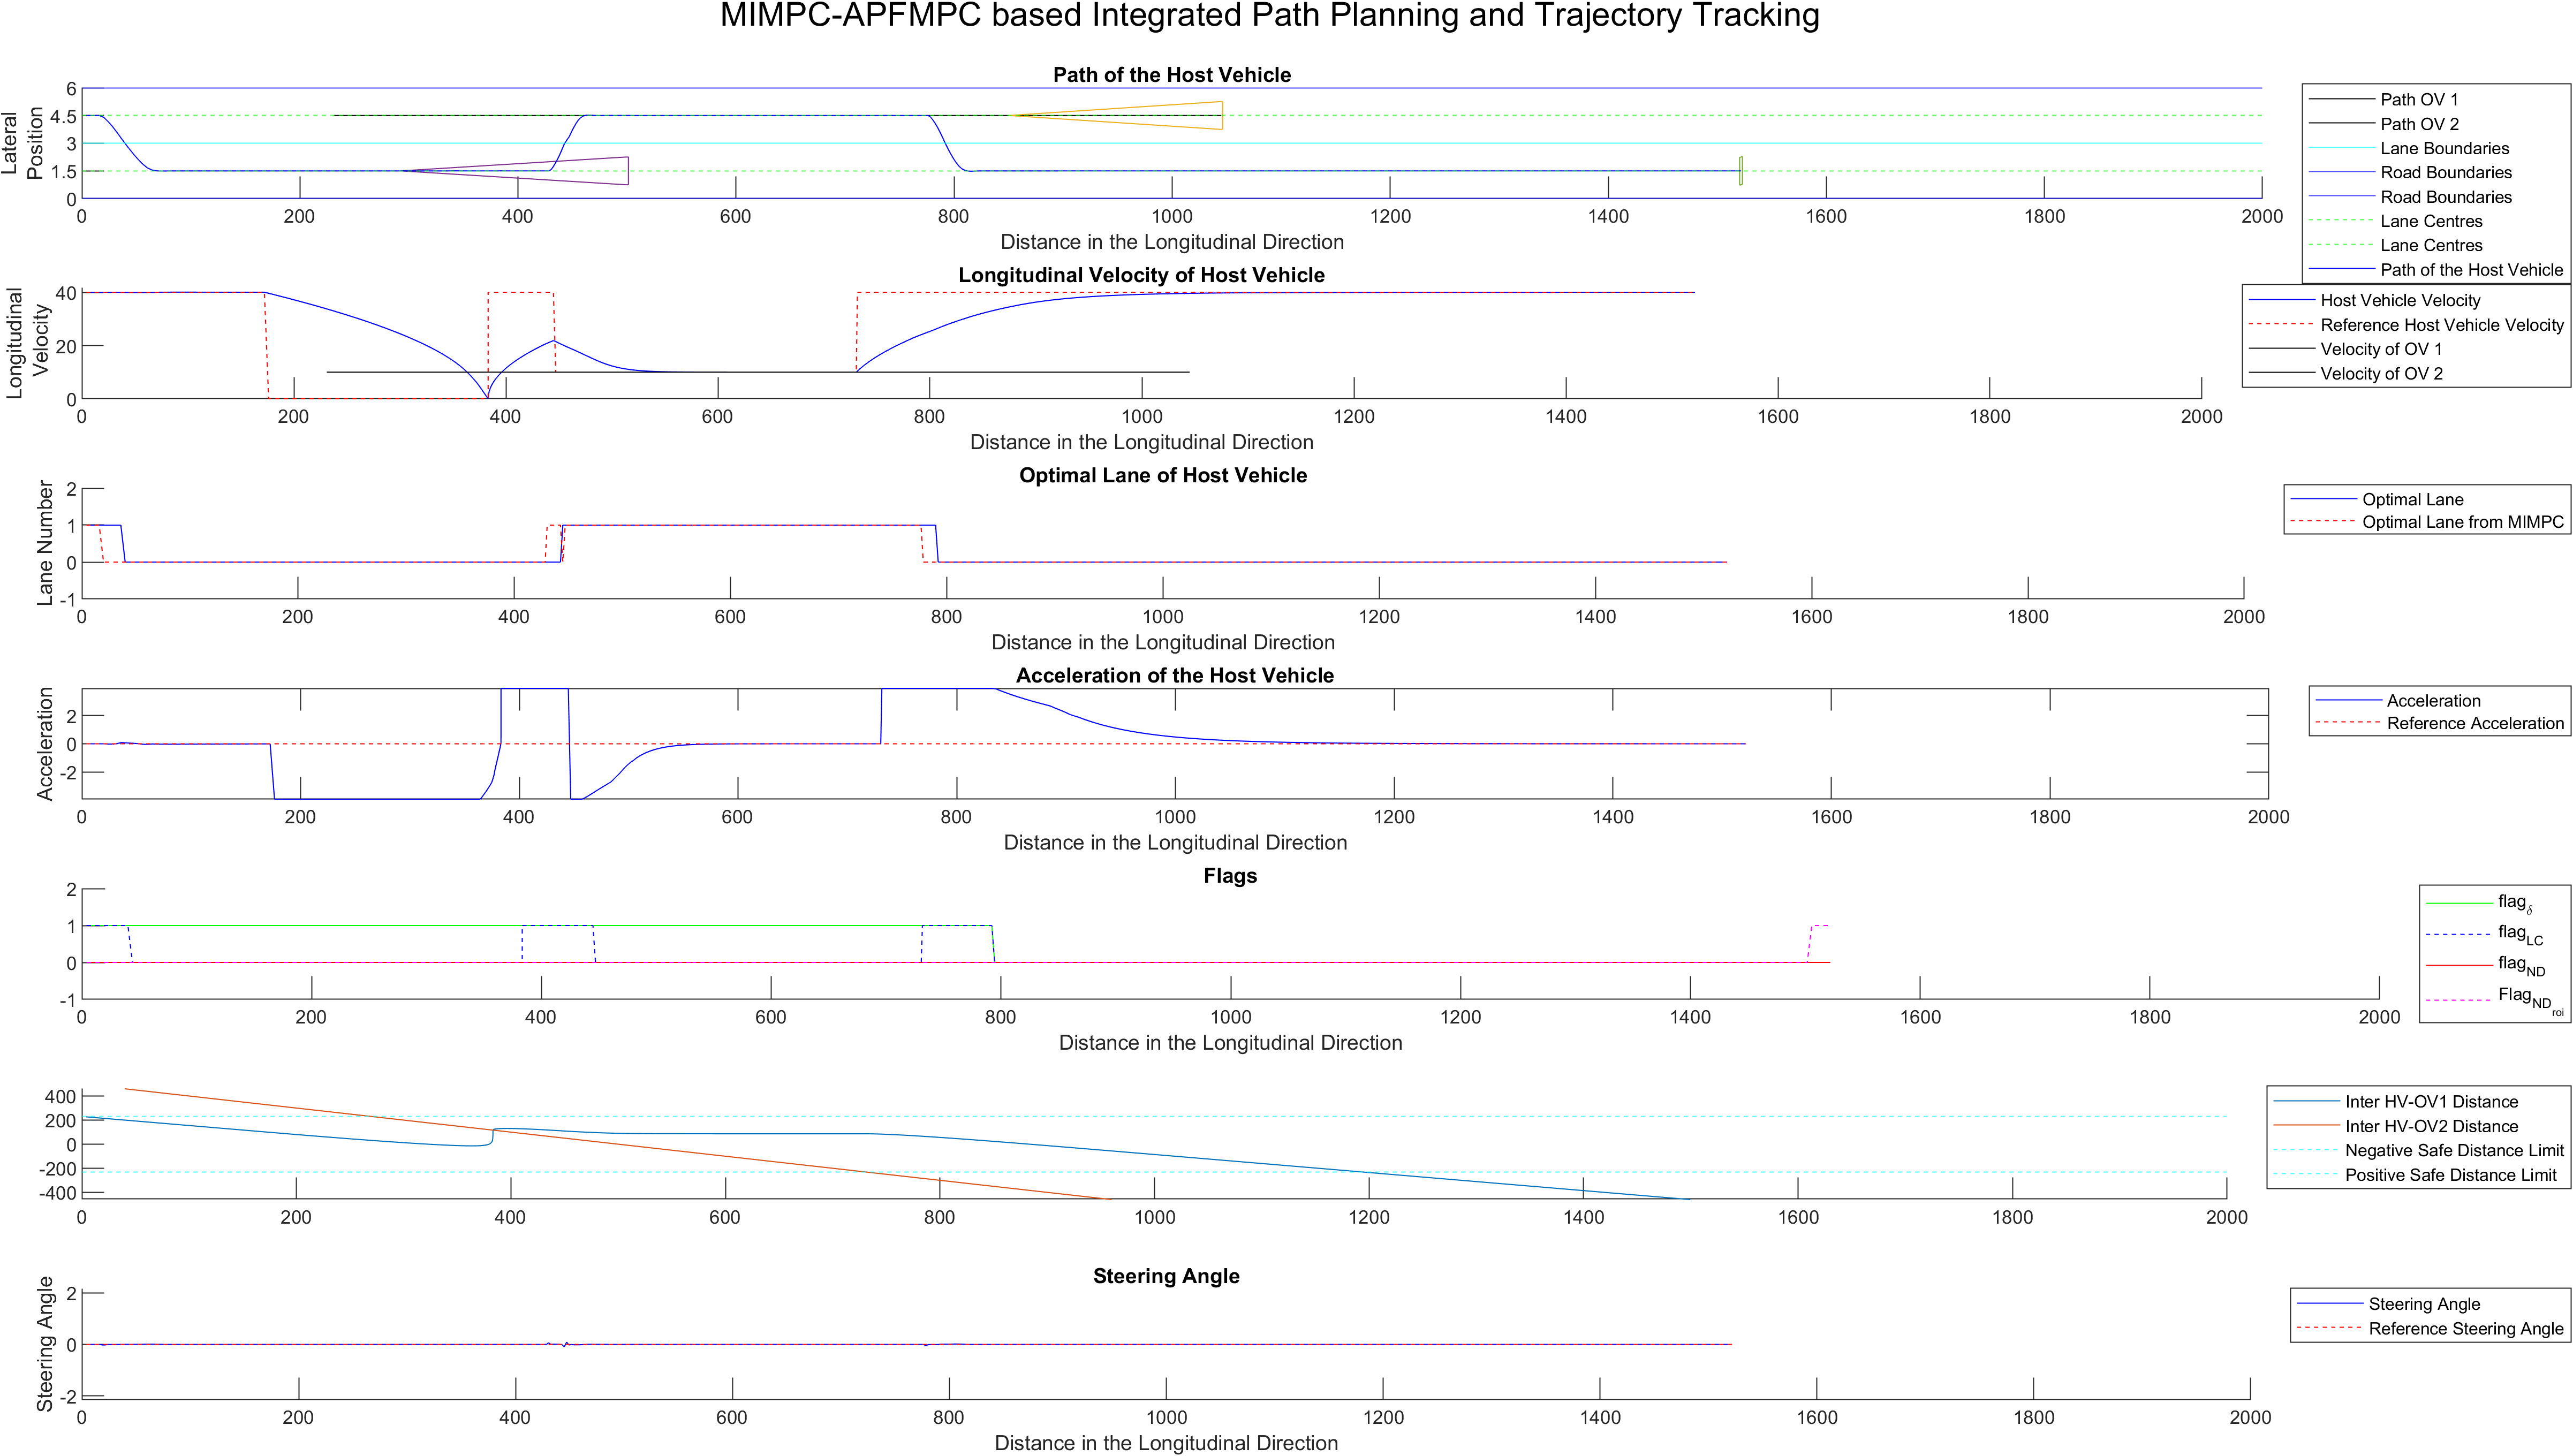 MIMPC-APFMPC based Integrated Path Planning and Trajectory Tracking
Path of the Host Vehicle
Lateral
Position
6
4.5
3
1.5
0
0 200 400 600 800 1000 1200 1400 1600 1800 2000
Distance in the Longitudinal Direction
Path OV 1
Path OV 2
Lane Boundaries
Road Boundaries
Road Boundaries
Lane Centres
Lane Centres
Path of the Host Vehicle
Longitudinal Velocity of Host Vehicle
Longitudinal
Velocity
40
20
0
0 200 400 600 800 1000 1200 1400 1600 1800 2000
Distance in the Longitudinal Direction
Host Vehicle Velocity
Reference Host Vehicle Velocity
Velocity of OV 1
Velocity of OV 2
Optimal Lane of Host Vehicle
Lane Number
2
1
0
-1
0 200 400 600 800 1000 1200 1400 1600 1800 2000
Distance in the Longitudinal Direction
Optimal Lane
Optimal Lane from MIMPC
Acceleration of the Host Vehicle
Acceleration
2
0
-2
0 200 400 600 800 1000 1200 1400 1600 1800 2000
Distance in the Longitudinal Direction
Acceleration
Reference Acceleration
Flags
2
1
0
-1
0 200 400 600 800 1000 1200 1400 1600 1800 2000
Distance in the Longitudinal Direction
flag δ
flag LC
flag ND
Flag ND roi
400
200
0
-200
-400
0 200 400 600 800 1000 1200 1400 1600 1800 2000
Inter HV-OV1 Distance
Inter HV-OV2 Distance
Negative Safe Distance Limit
Positive Safe Distance Limit
Steering Angle
Steering Angle
2
0
-2
0 200 400 600 800 1000 1200 1400 1600 1800 2000
Distance in the Longitudinal Direction
Steering Angle
Reference Steering Angle